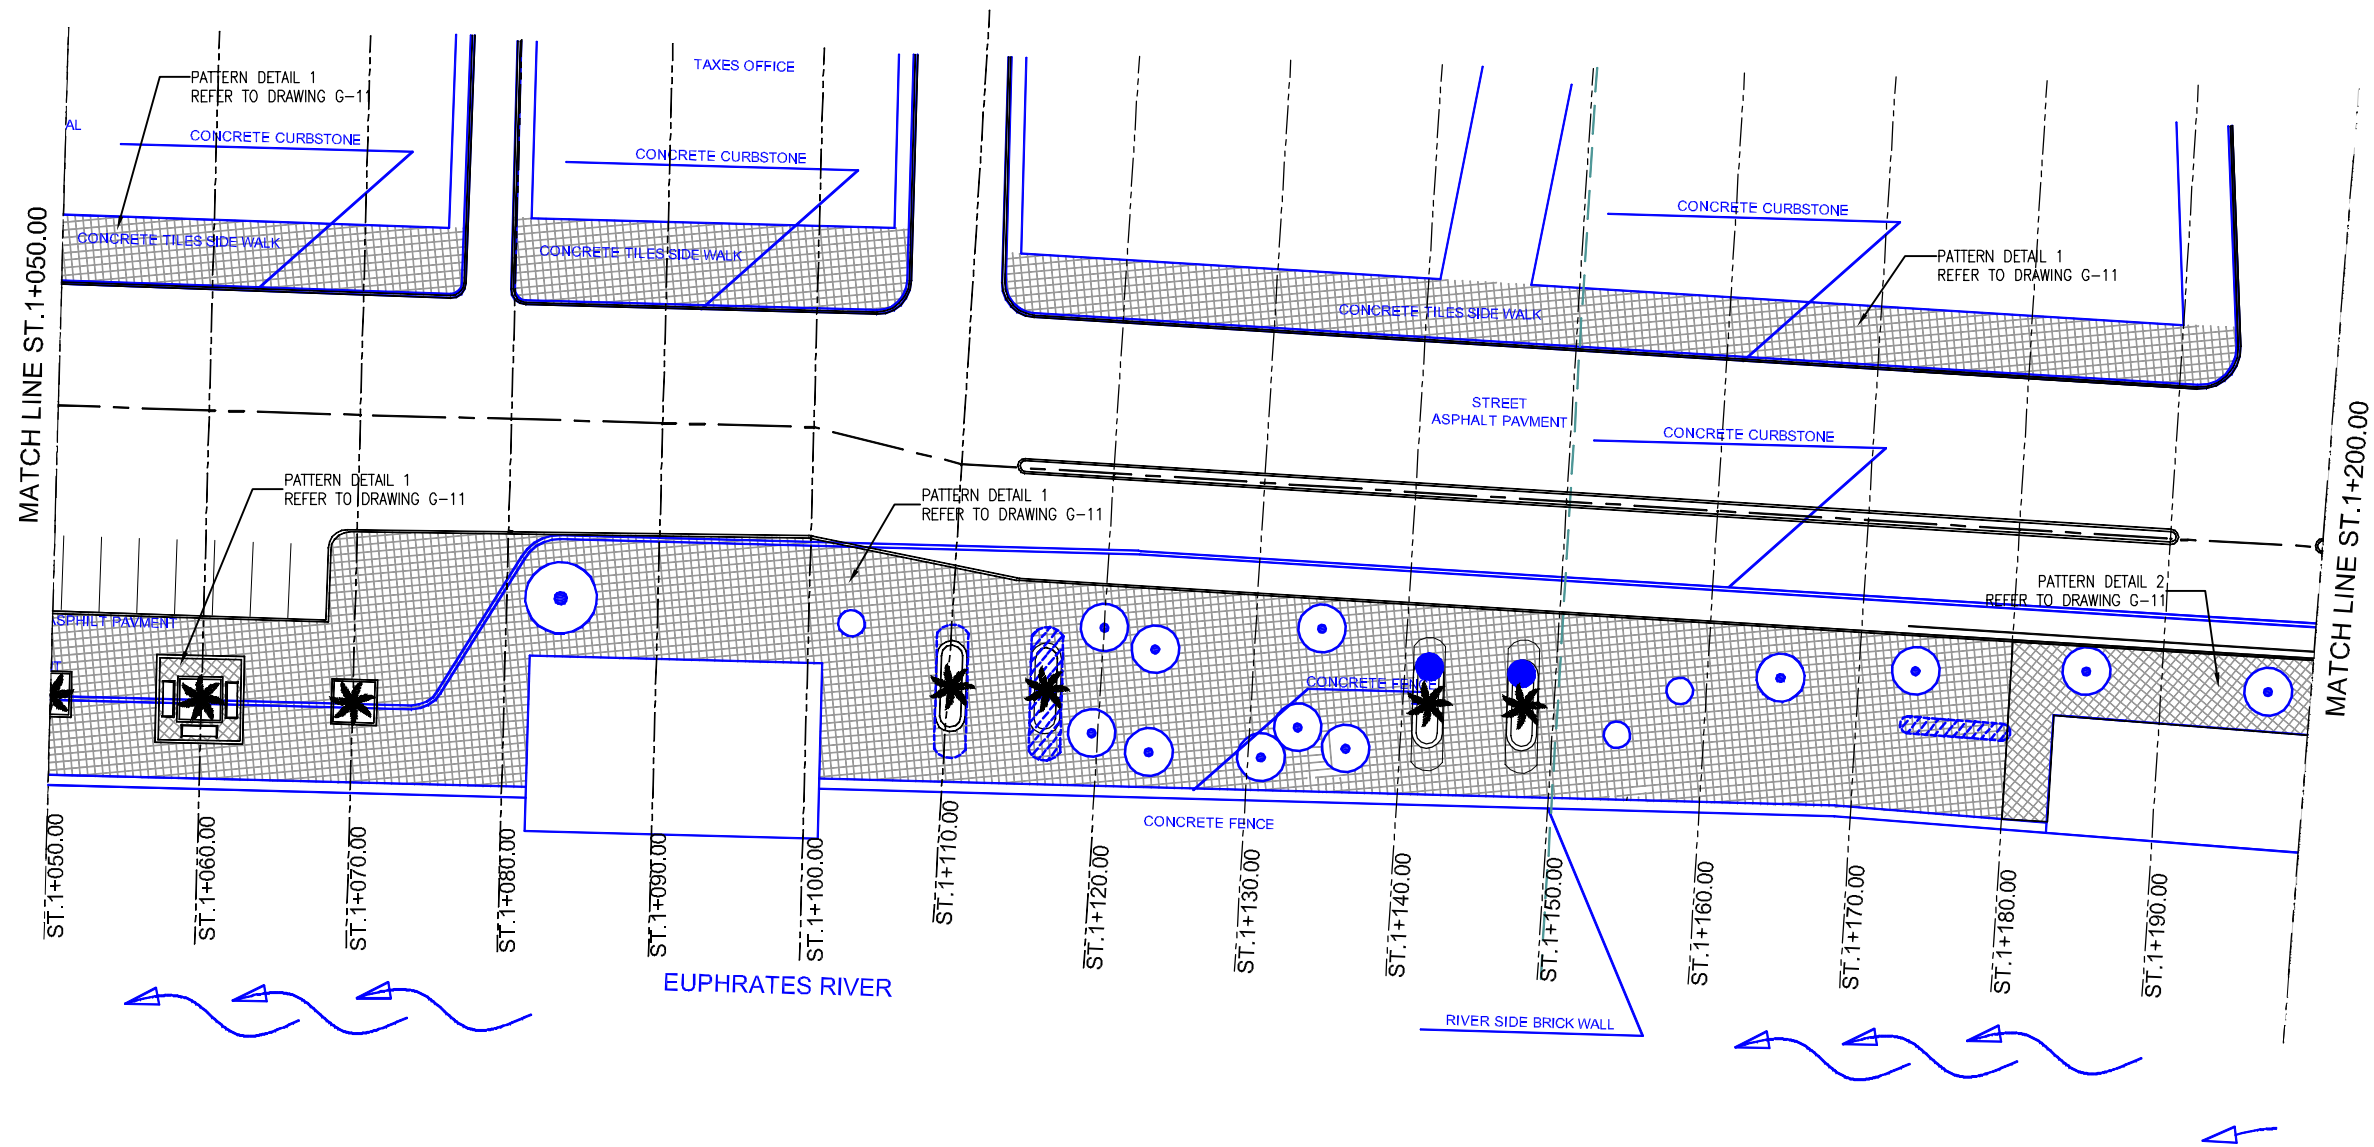 TAXES OFFICE
PATTERN DETAIL 1
REFER TO DRAWING G-11
AL
CONCRETE CURBSTONE
CONCRETE CURBSTONE
CONCRETE CURBSTONE
CONCRETE TILES SIDE WALK
CONCRETE TILES SIDE WALK
PATTERN DETAIL 1
REFER TO DRAWING G-11
CONCRETE TILES SIDE WALK
MATCH LINE ST.1+050.00
STREET
ASPHALT PAVMENT
CONCRETE CURBSTONE
MATCH LINE ST.1+200.00
PATTERN DETAIL 1
REFER TO DRAWING G-11
PATTERN DETAIL 1
REFER TO DRAWING G-11
PATTERN DETAIL 2
REFER TO DRAWING G-11
ASPHILT PAVMENT
CONCRETE FENCE
CONCRETE FENCE
ST.1+050.00
ST.1+060.00
ST.1+070.00
ST.1+080.00
ST.1+090.00
ST.1+100.00
ST.1+110.00
ST.1+120.00
ST.1+130.00
ST.1+140.00
ST.1+150.00
ST.1+160.00
ST.1+170.00
ST.1+180.00
ST.1+190.00
EUPHRATES RIVER
RIVER SIDE BRICK WALL